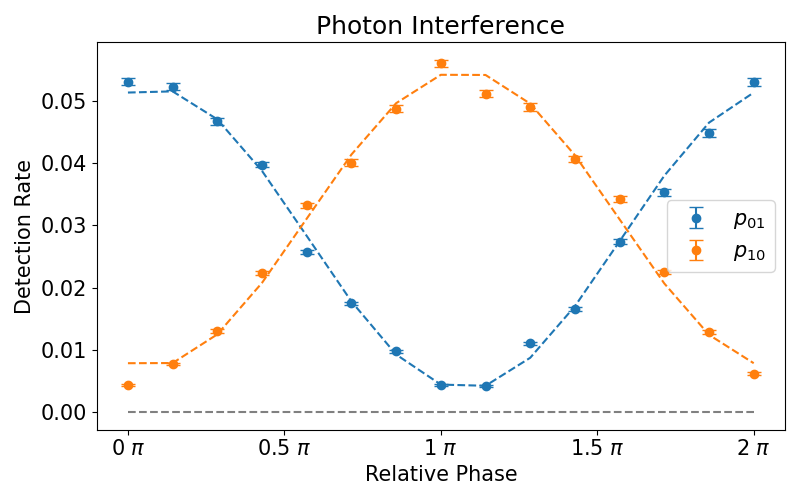 Photon Interference
Detection Rate
0.05
0.04
0.03
0.02
0.01
0.00
p01
p10
0 π
0.5 π
1 π
1.5 π
2 π
Relative Phase